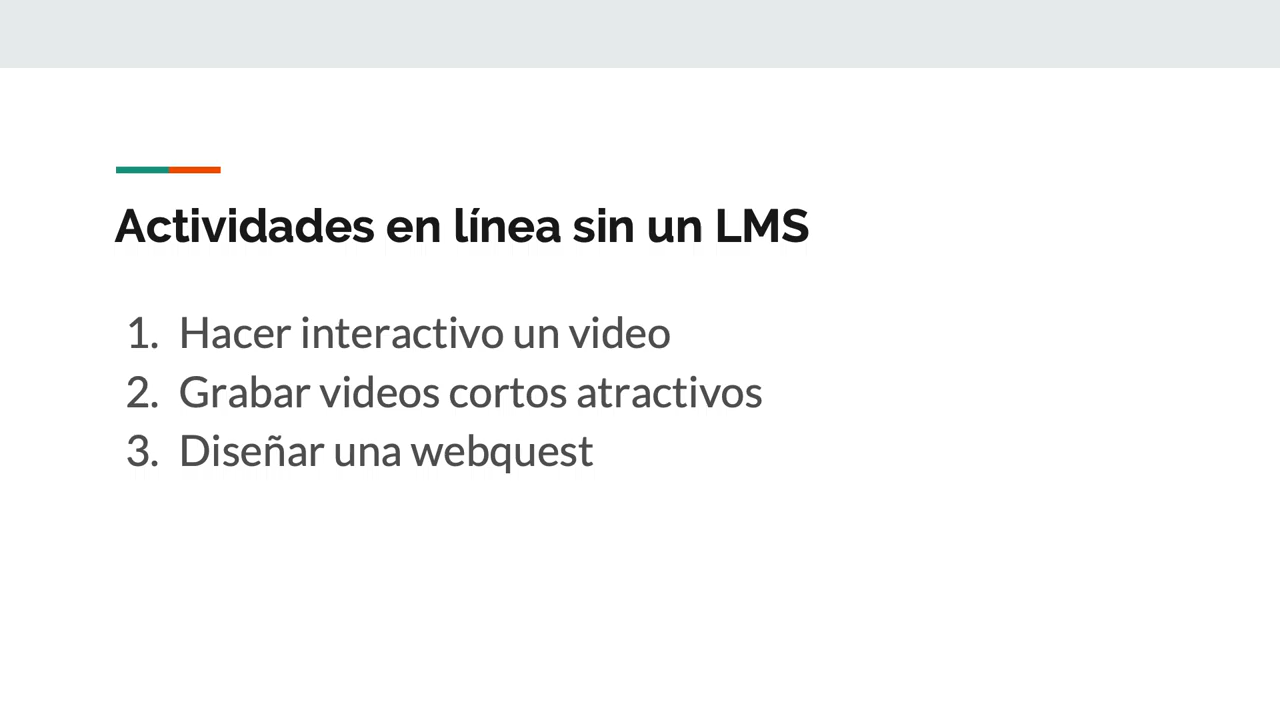 Actividades en línea sin un LMS
1. Hacer interactivo un video
2. Grabar videos cortos atractivos
3. Diseñar una webquest